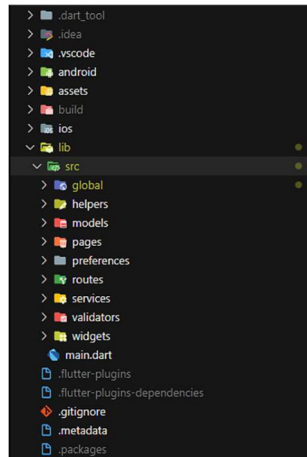 .dart_tool
.idea
.vscode
android
assets
build
ios
lib
src
global
helpers
models
pages
preferences
routes
services
validators
widgets
main.dart
.flutter-plugins
.flutter-plugins-dependencies
.gitignore
.metadata
.packages